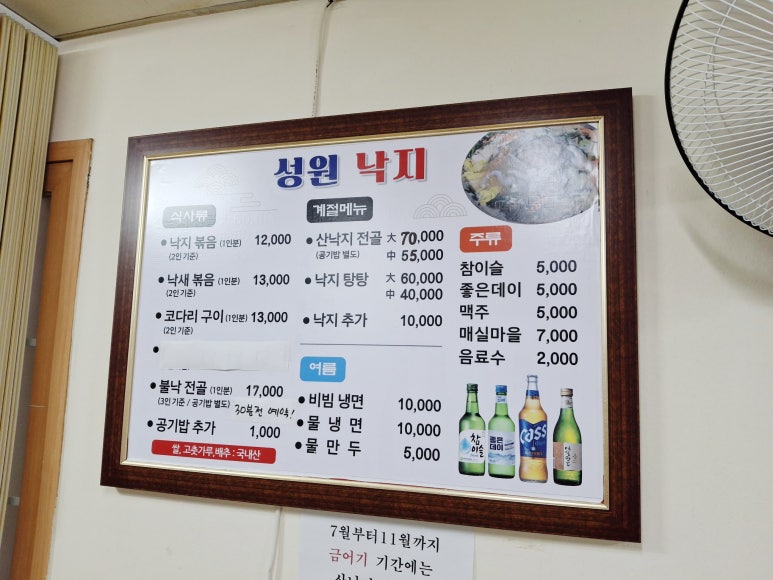 성원 낙지
식사류
• 낙지 볶음 (1인분) 12,000
(2인 기준)
• 낙새 볶음 (1인분) 13,000
(2인 기준)
• 코다리 구이 (1인분) 13,000
(2인 기준)
•
• 불낙 전골 (1인분) 17,000
(3인 기준 / 공기밥 별도) 30분전 예약!
• 공기밥 추가 1,000
쌀, 고춧가루, 배추 : 국내산
계절메뉴
• 산낙지 전골 大 70,000
(공기밥 별도) 中 55,000
• 낙지 탕탕 大 60,000
中 40,000
• 낙지 추가 10,000
여름
• 비빔 냉면 10,000
• 물 냉 면 10,000
• 물 만 두 5,000
주류
참이슬 5,000
좋은데이 5,000
맥주 5,000
매실마을 7,000
음료수 2,000
참
이슬
좋은
데이
cass
7월부터11월까지
금어기 기간에는